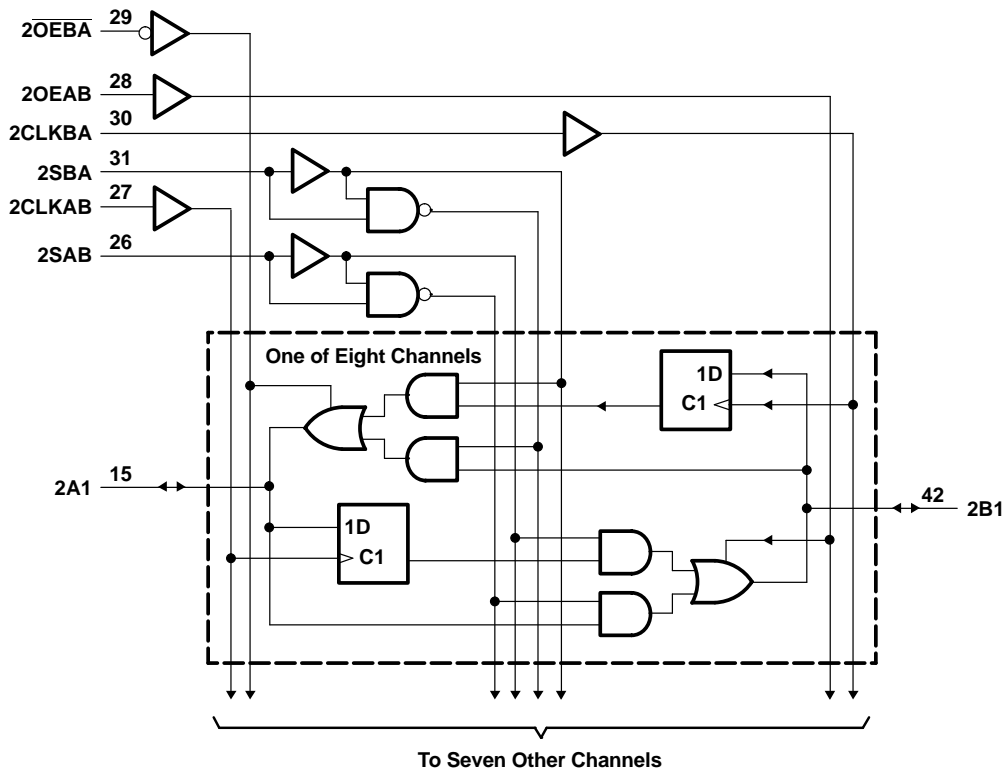 2OEBA 29
2OEAB 28
2CLKBA 30
2SBA 31
2CLKAB 27
2SAB 26
One of Eight Channels
1D
C1
2A1 15
42 2B1
1D
C1
To Seven Other Channels